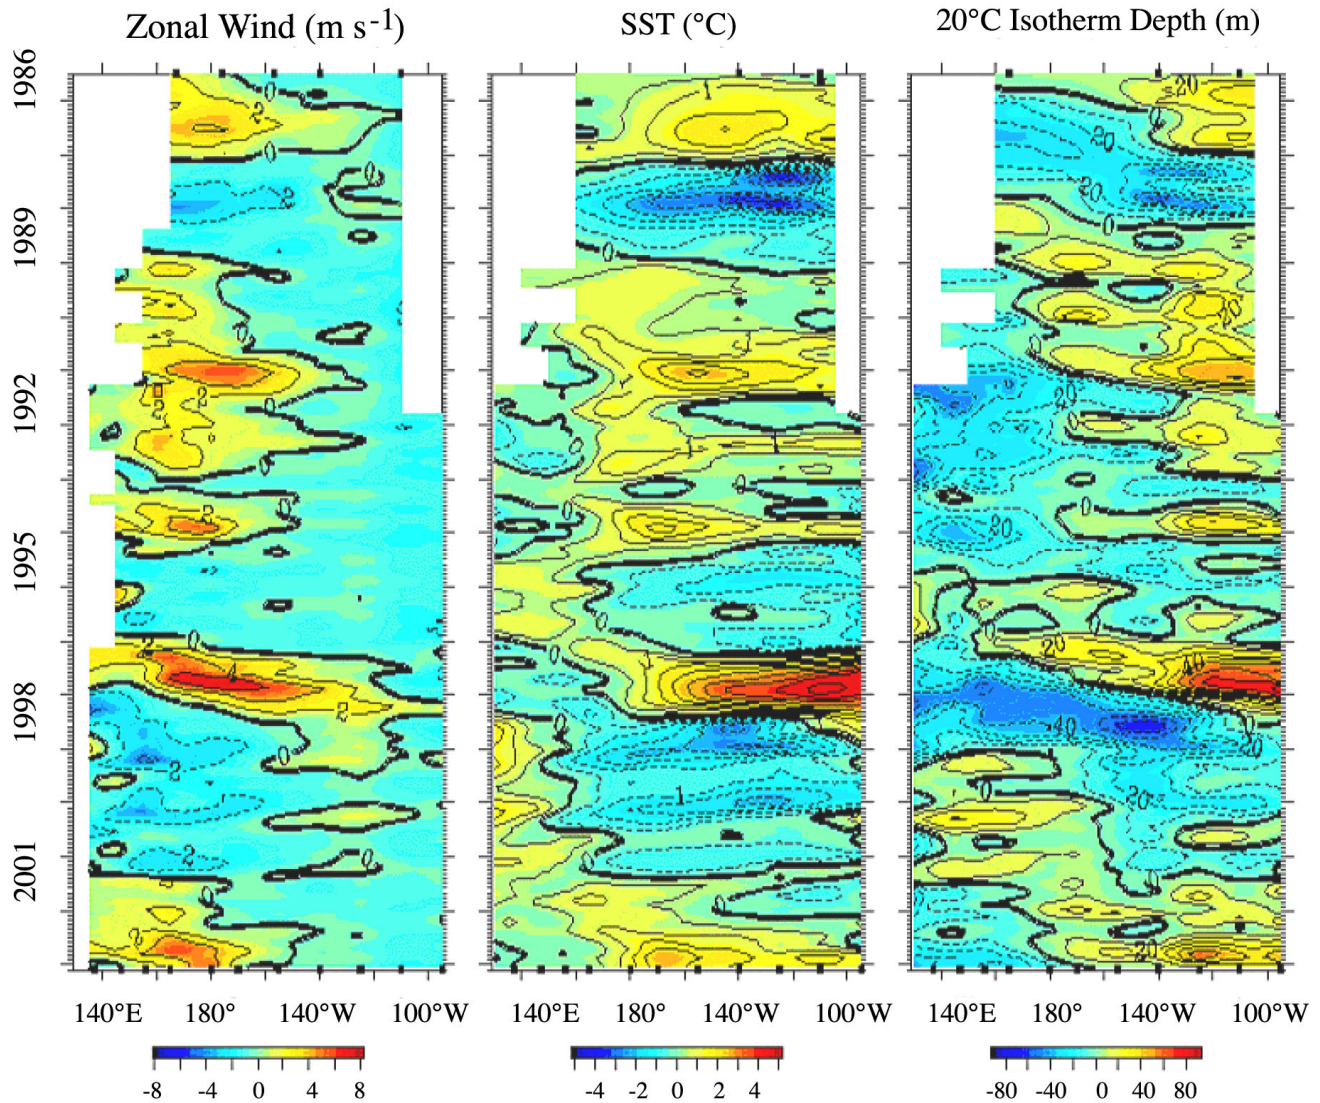 Zonal Wind (m s-1)
SST (°C)
20°C Isotherm Depth (m)
1986
1989
1992
1995
1998
2001
140°E 180° 140°W 100°W
140°E 180° 140°W 100°W
140°E 180° 140°W 100°W
-8 -4 0 4 8
-4 -2 0 2 4
-80 -40 0 40 80